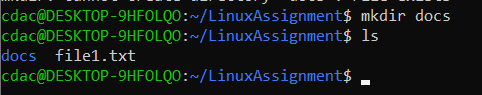 cdac@DESKTOP-9HFOLQO:~/LinuxAssignment$ mkdir docs
cdac@DESKTOP-9HFOLQO:~/LinuxAssignment$ ls
docs  file1.txt
cdac@DESKTOP-9HFOLQO:~/LinuxAssignment$